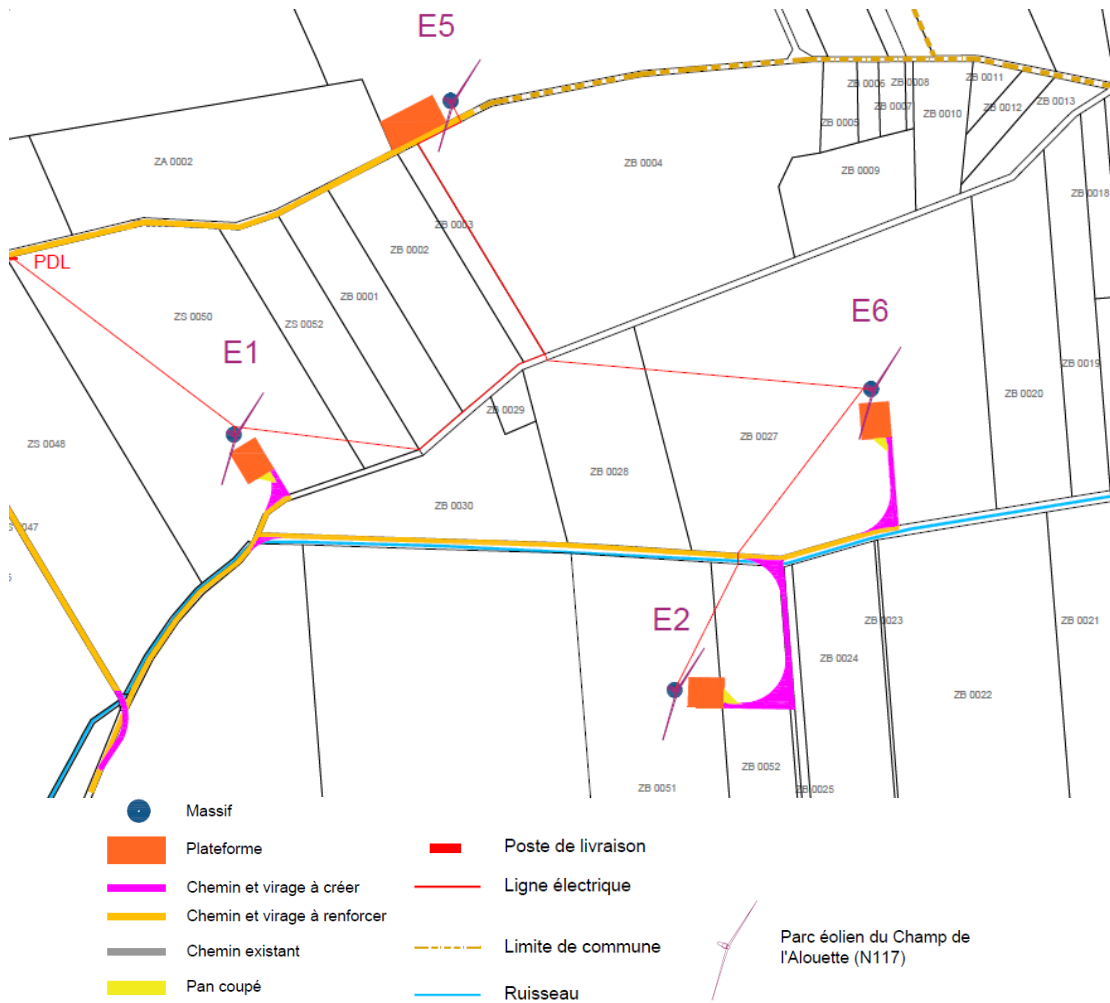 E5
ZB 0006
ZB 0008
ZB 0011
ZB 0007
ZB 0012
ZB 0013
ZB 0005
ZB 0010
ZA 0002
ZB 0004
ZB 0009
ZB 0018
ZB 0003
ZB 0002
PDL
ZB 0001
ZS 0050
ZS 0052
E6
E1
ZB 0019
ZB 0020
ZB 0029
ZS 0048
ZB 0027
ZB 0028
ZB 0030
ZS 0047
E2
ZB 0023
ZB 0021
ZB 0024
ZB 0022
ZB 0052
ZB 0051
ZB 0025
Massif
Plateforme
Chemin et virage à créer
Chemin et virage à renforcer
Chemin existant
Pan coupé
Poste de livraison
Ligne électrique
Limite de commune
Ruisseau
Parc éolien du Champ de
l'Alouette (N117)